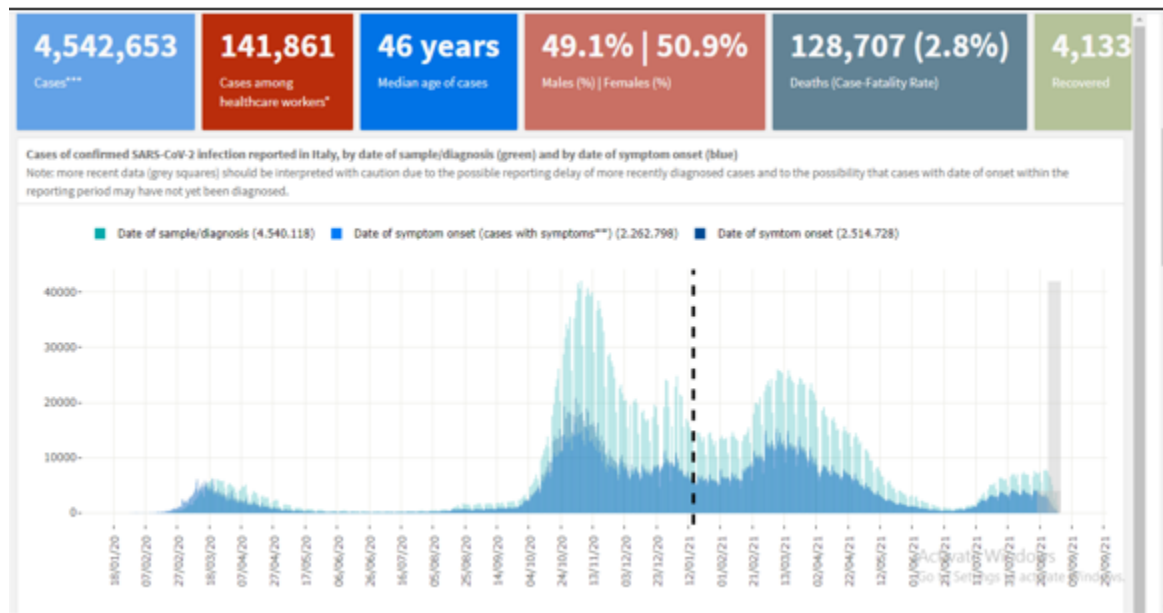 4,542,653
Cases***
141,861
Cases among
healthcare workers*
46 years
Median age of cases
49.1% | 50.9%
Males (%) | Females (%)
128,707 (2.8%)
Deaths (Case-Fatality Rate)
4,133
Recovered
Cases of confirmed SARS-CoV-2 infection reported in Italy, by date of sample/diagnosis (green) and by date of symptom onset (blue)
Note: more recent data (grey squares) should be interpreted with caution due to the possible reporting delay of more recently diagnosed cases and to the possibility that cases with date of onset within the
reporting period may have not yet been diagnosed.
Date of sample/diagnosis (4.540.118) Date of symptom onset (cases with symptoms**) (2.262.798) Date of symtom onset (2.514.728)
40000-
30000-
20000-
10000-
0-
18/01/20
07/02/20
27/02/20
18/03/20
07/04/20
27/04/20
17/05/20
06/06/20
26/06/20
16/07/20
05/08/20
25/08/20
14/09/20
04/10/20
24/10/20
13/11/20
03/12/20
23/12/20
12/01/21
01/02/21
21/02/21
13/03/21
02/04/21
22/04/21
12/05/21
01/06/21
09/09/21
Activate Windows
Go to Settings to activate Windows.